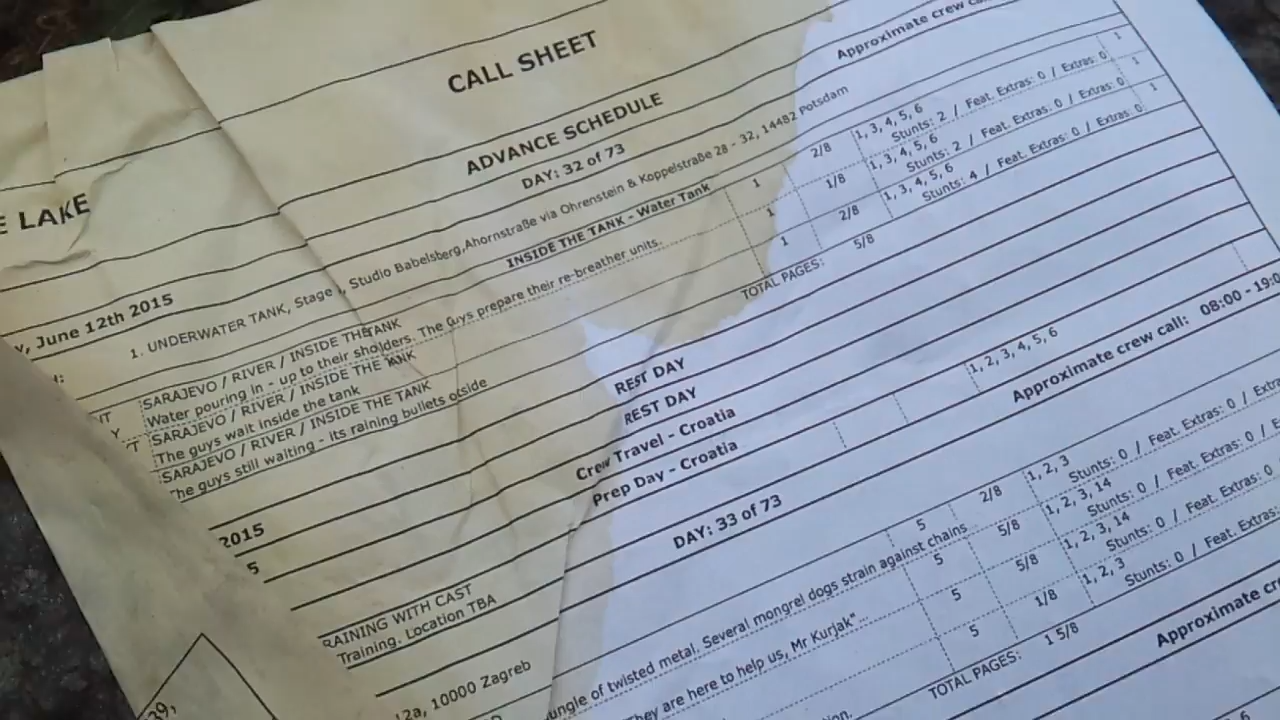 CALL SHEET
E LAKE
ADVANCE SCHEDULE
Approximate crew
DAY: 32 of 73
, June 12th 2015
1. UNDERWATER TANK, Stage , Studio Babelsberg,Ahornstraße via Ohrenstein & Koppelstraße 28 - 32, 14482 Potsdam
INSIDE THE TANK - Water Tank
SARAJEVO / RIVER / INSIDE THE TANK 1 2/8 1, 3, 4, 5, 6 1
Water pouring in - up to their sholders. The Guys prepare their re-breather units. Stunts: 2 / Feat. Extras: 0 / Extras: 0
SARAJEVO / RIVER / INSIDE THE TANK 1 1/8 1, 3, 4, 5, 6 1
The guys wait inside the tank Stunts: 2 / Feat. Extras: 0 / Extras: 0
SARAJEVO / RIVER / INSIDE THE TANK 1 2/8 1, 3, 4, 5, 6 1
The guys still waiting - its raining bullets otside Stunts: 4 / Feat. Extras: 0 / Extras: 0
TOTAL PAGES: 5/8
REST DAY
REST DAY
2015 Crew Travel - Croatia
5 Prep Day - Croatia
RAINING WITH CAST 1, 2, 3, 4, 5, 6
Training. Location TBA
DAY: 33 of 73 Approximate crew call: 08:00 - 19:0
2a, 10000 Zagreb
5 2/8 1, 2, 3
ungle of twisted metal. Several mongrel dogs strain against chains... Stunts: 0 / Feat. Extras: 0 / Extra
5 5/8 1, 2, 3, 14
hey are here to help us, Mr Kurjak"... Stunts: 0 / Feat. Extras: 0 / Ex
5 5/8 1, 2, 3, 14
Stunts: 0 / Feat. Extras: 0
5 1/8 1, 2, 3
Stunts: 0 / Feat. Extras:
TOTAL PAGES: 1 5/8
Approximate cr
39,